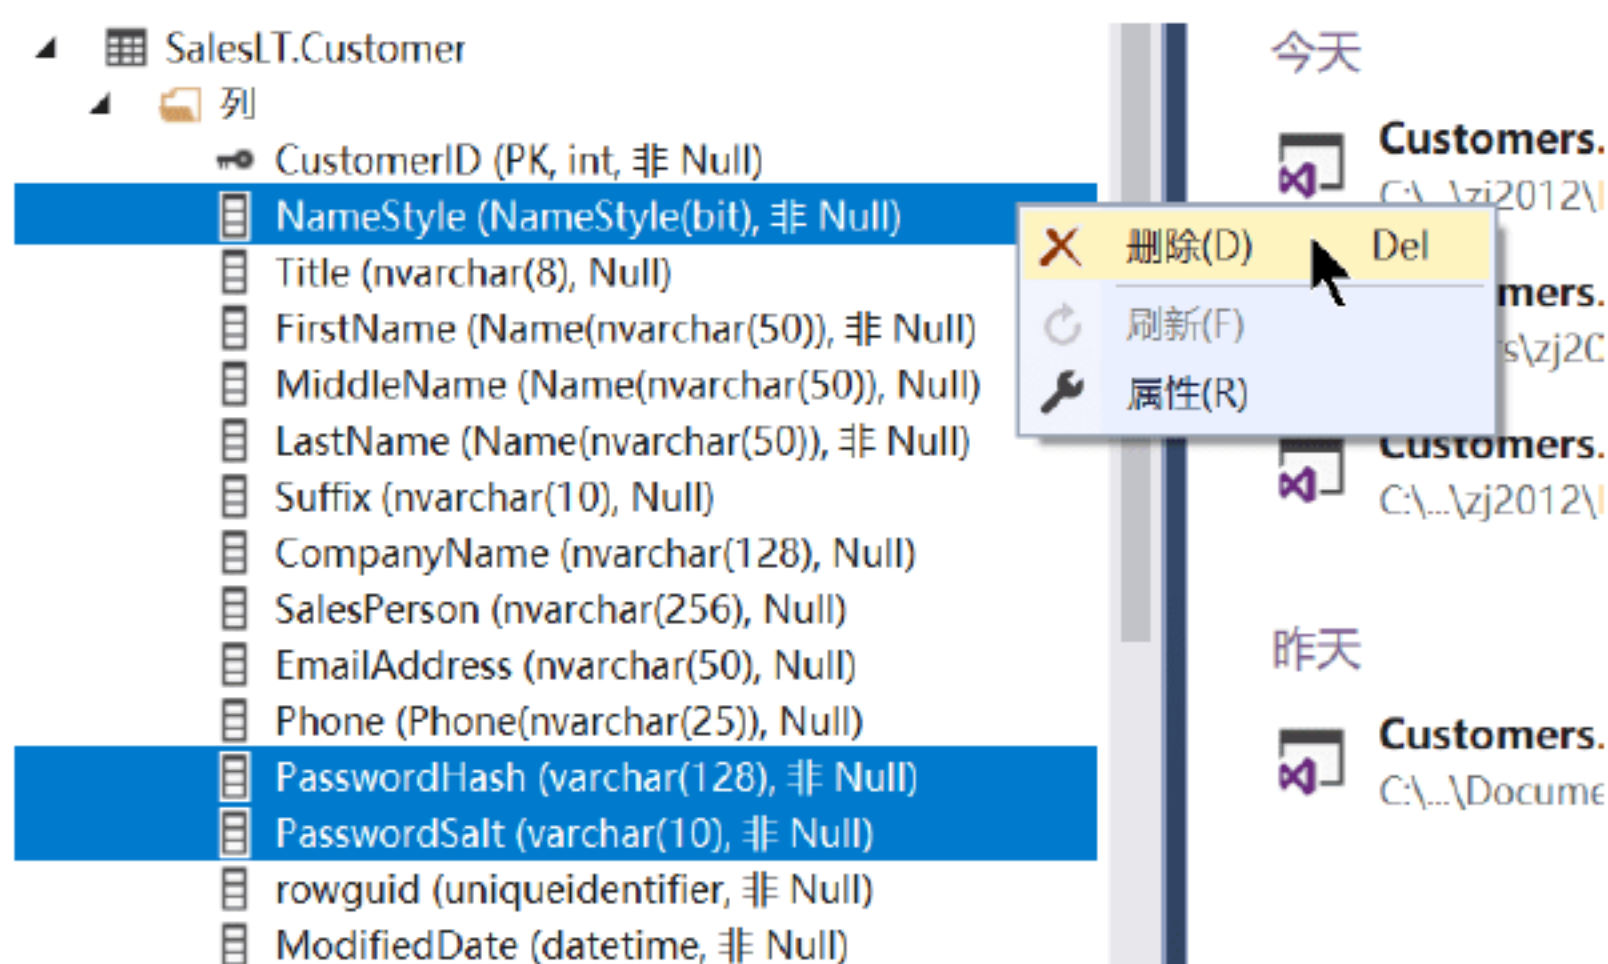 SalesLT.Customer
列
CustomerID (PK, int, 非 Null)
NameStyle (NameStyle(bit), 非 Null)
Title (nvarchar(8), Null)
FirstName (Name(nvarchar(50)), 非 Null)
MiddleName (Name(nvarchar(50)), Null)
LastName (Name(nvarchar(50)), 非 Null)
Suffix (nvarchar(10), Null)
CompanyName (nvarchar(128), Null)
SalesPerson (nvarchar(256), Null)
EmailAddress (nvarchar(50), Null)
Phone (Phone(nvarchar(25)), Null)
PasswordHash (varchar(128), 非 Null)
PasswordSalt (varchar(10), 非 Null)
rowguid (uniqueidentifier, 非 Null)
ModifiedDate (datetime, 非 Null)
删除(D) Del
刷新(F)
属性(R)
今天
Customers.
C:\...\zj2012\
mers.
s\zj20
Customers.
C:\...\zj2012\
昨天
Customers.
C:\...\Docume